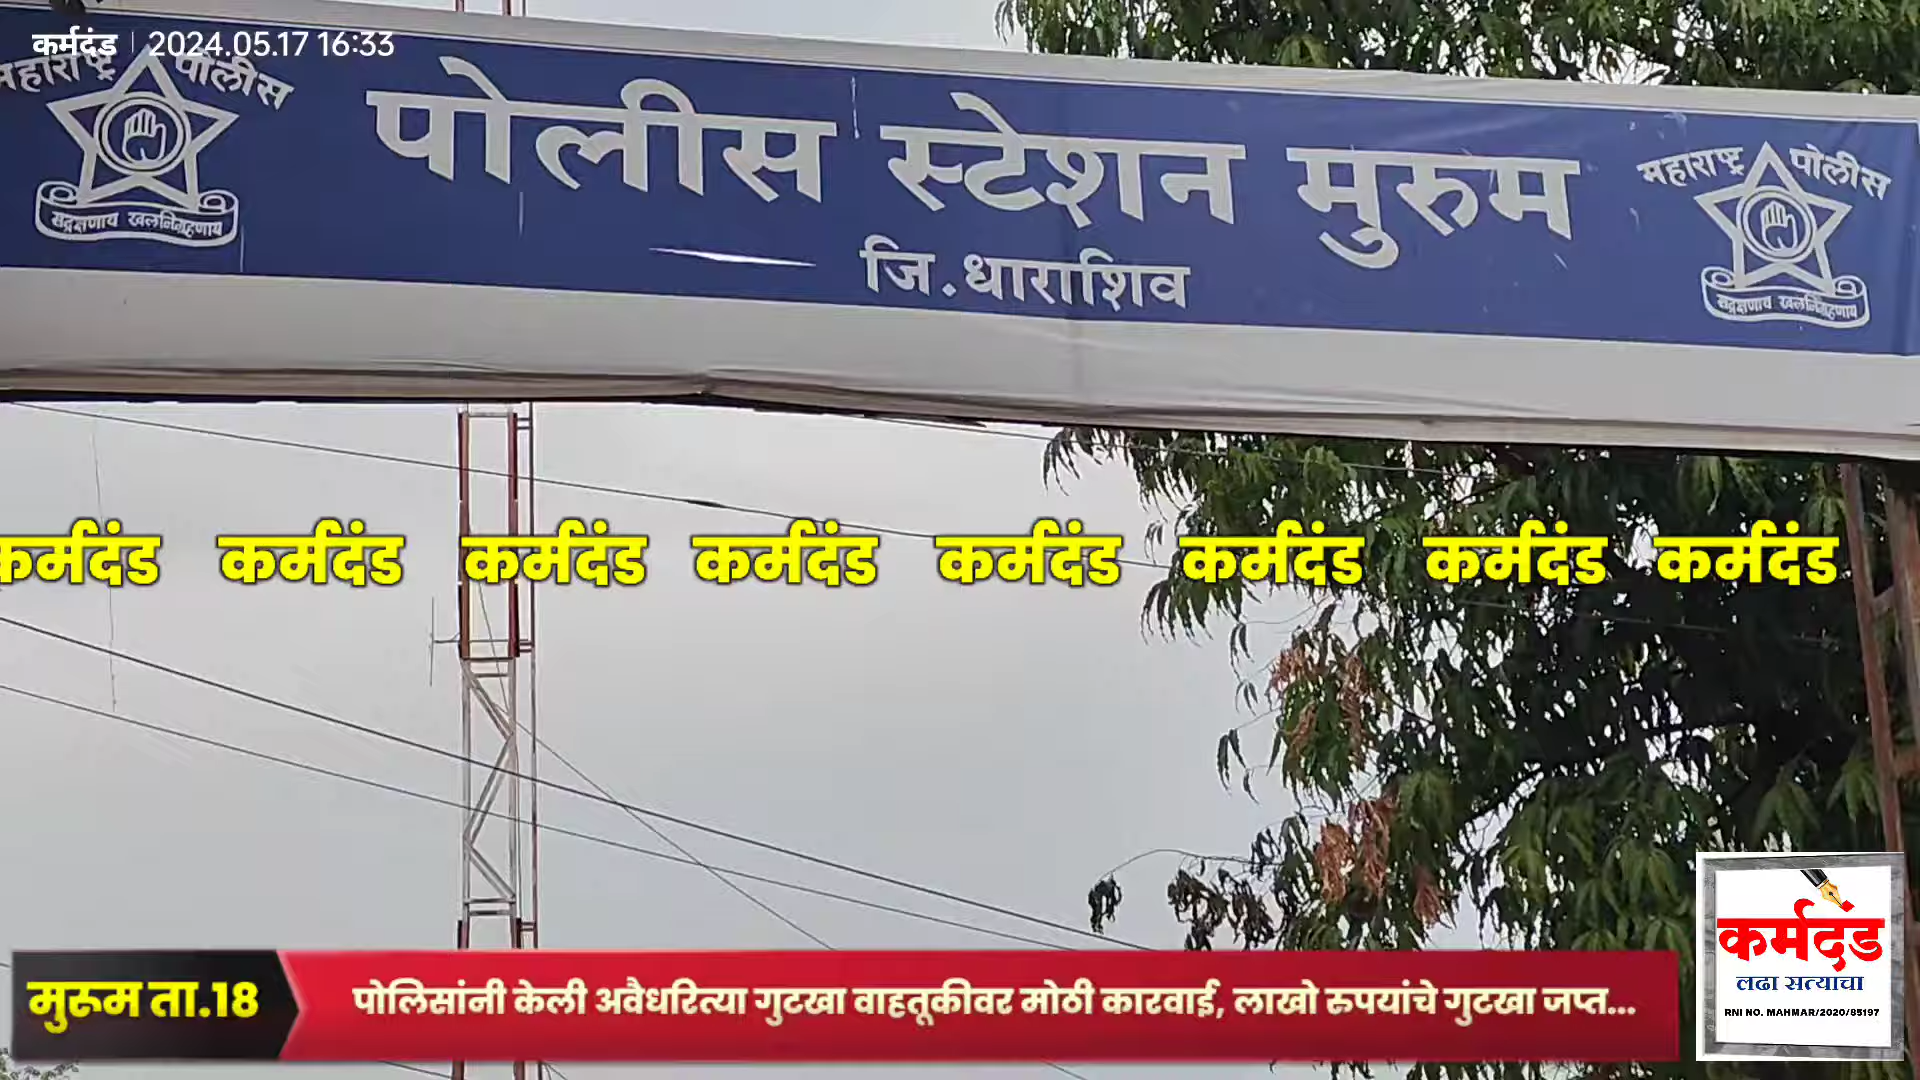 कर्मदंड | 2024.05.17 16:33
महाराष्ट्र पोलीस
सद्रक्षणाय खलनिग्रहणाय
पोलीस स्टेशन मुरुम
जि.धाराशिव
महाराष्ट्र पोलीस
सद्रक्षणाय खलनिग्रहणाय
कर्मदंड कर्मदंड कर्मदंड कर्मदंड कर्मदंड कर्मदंड कर्मदंड कर्मदंड
मुरूम ता.18
पोलिसांनी केली अवैधरित्या गुटखा वाहतूकीवर मोठी कारवाई, लाखो रुपयांचे गुटखा जप्त...
कर्मदंड
लढा सत्याचा
RNI NO. MAHMAR/2020/85197